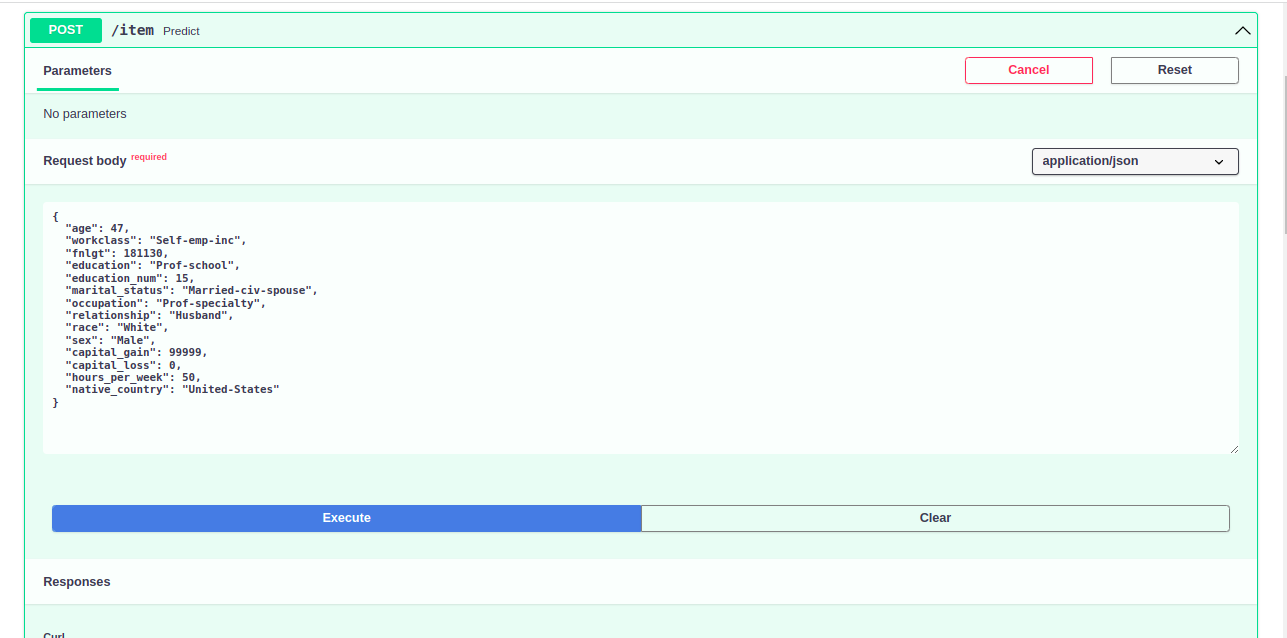 POST /item Predict
Parameters
Cancel
Reset
No parameters
Request body required
application/json
{
  "age": 47,
  "workclass": "Self-emp-inc",
  "fnlgt": 181130,
  "education": "Prof-school",
  "education_num": 15,
  "marital_status": "Married-civ-spouse",
  "occupation": "Prof-specialty",
  "relationship": "Husband",
  "race": "White",
  "sex": "Male",
  "capital_gain": 99999,
  "capital_loss": 0,
  "hours_per_week": 50,
  "native_country": "United-States"
}
Execute
Clear
Responses
Curl